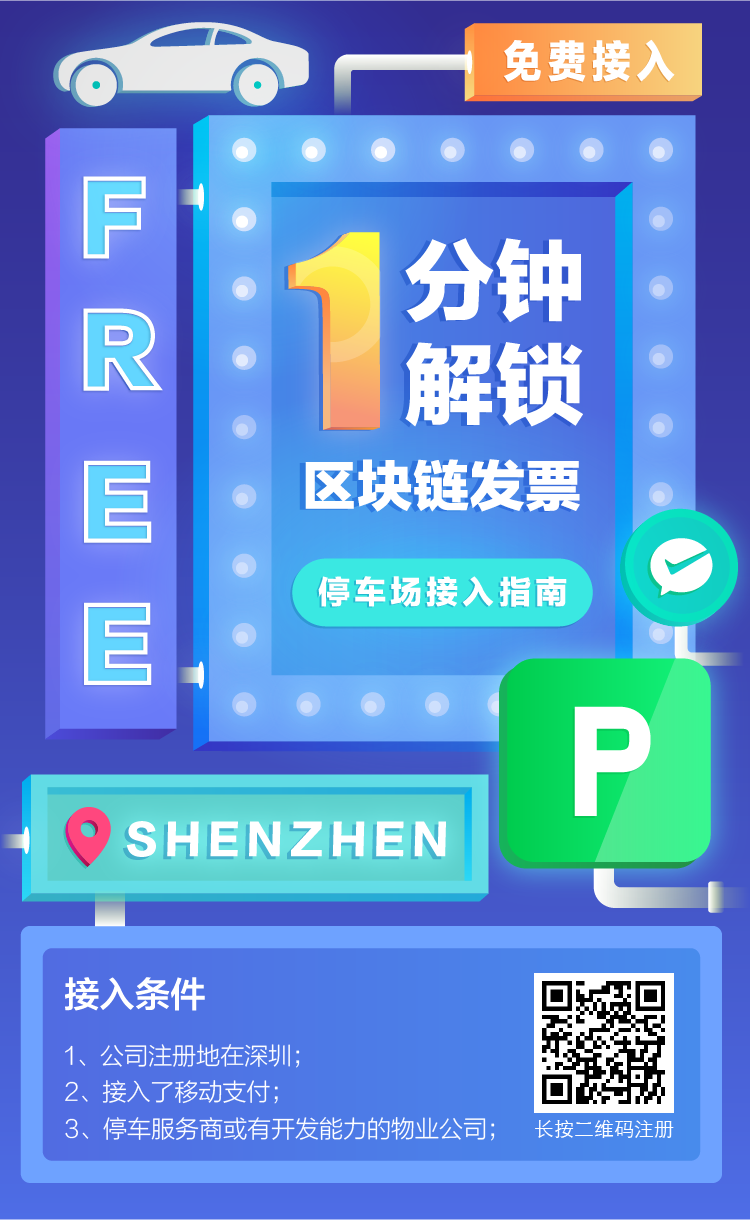 免费接入
FREE
1分钟
解锁
区块链发票
停车场接入指南
P
SHENZHEN
接入条件
1、公司注册地在深圳；
2、接入了移动支付；
3、停车服务商或有开发能力的物业公司；
长按二维码注册